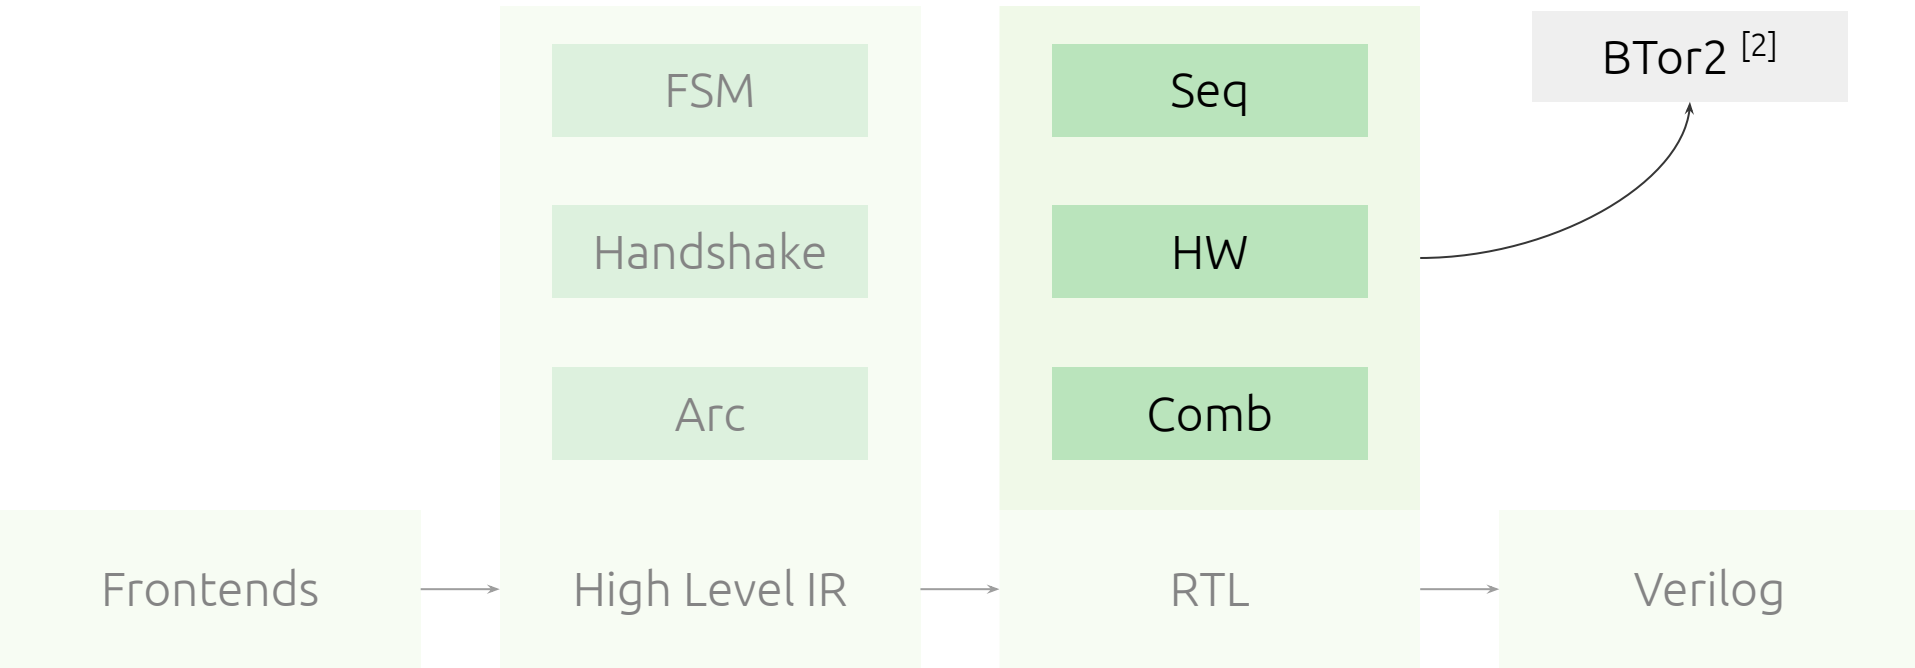 FSM
Handshake
Arc
Seq
HW
Comb
BTor2 [2]
Frontends
High Level IR
RTL
Verilog